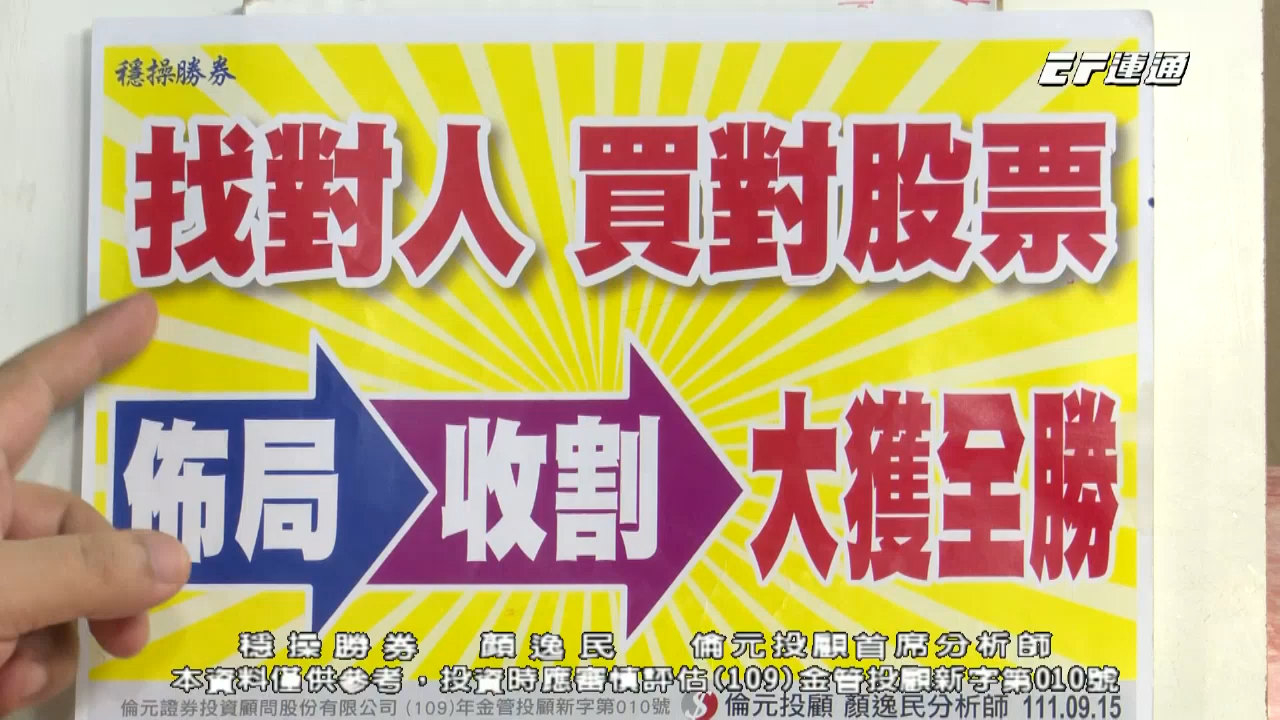 穩操勝券
EF運通
找對人 買對股票
佈局 收割 大獲全勝
穩操勝券 顏逸民 倫元投顧首席分析師
本資料僅供參考，投資時應審慎評估(109)金管投顧新字第010號
倫元證券投資顧問股份有限公司 (109)年金管投顧新字第010號 倫元投顧 顏逸民分析師 111.09.15